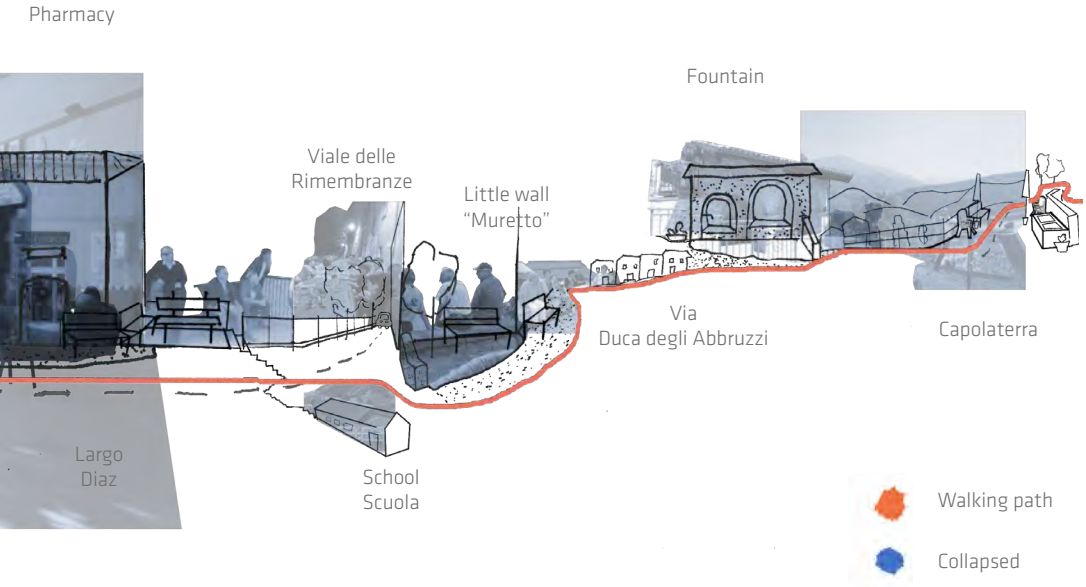 Pharmacy
Fountain
Viale delle
Rimembranze
Little wall
“Muretto”
Via
Duca degli Abbruzzi
Capolaterra
Largo
Diaz
School
Scuola
Walking path
Collapsed